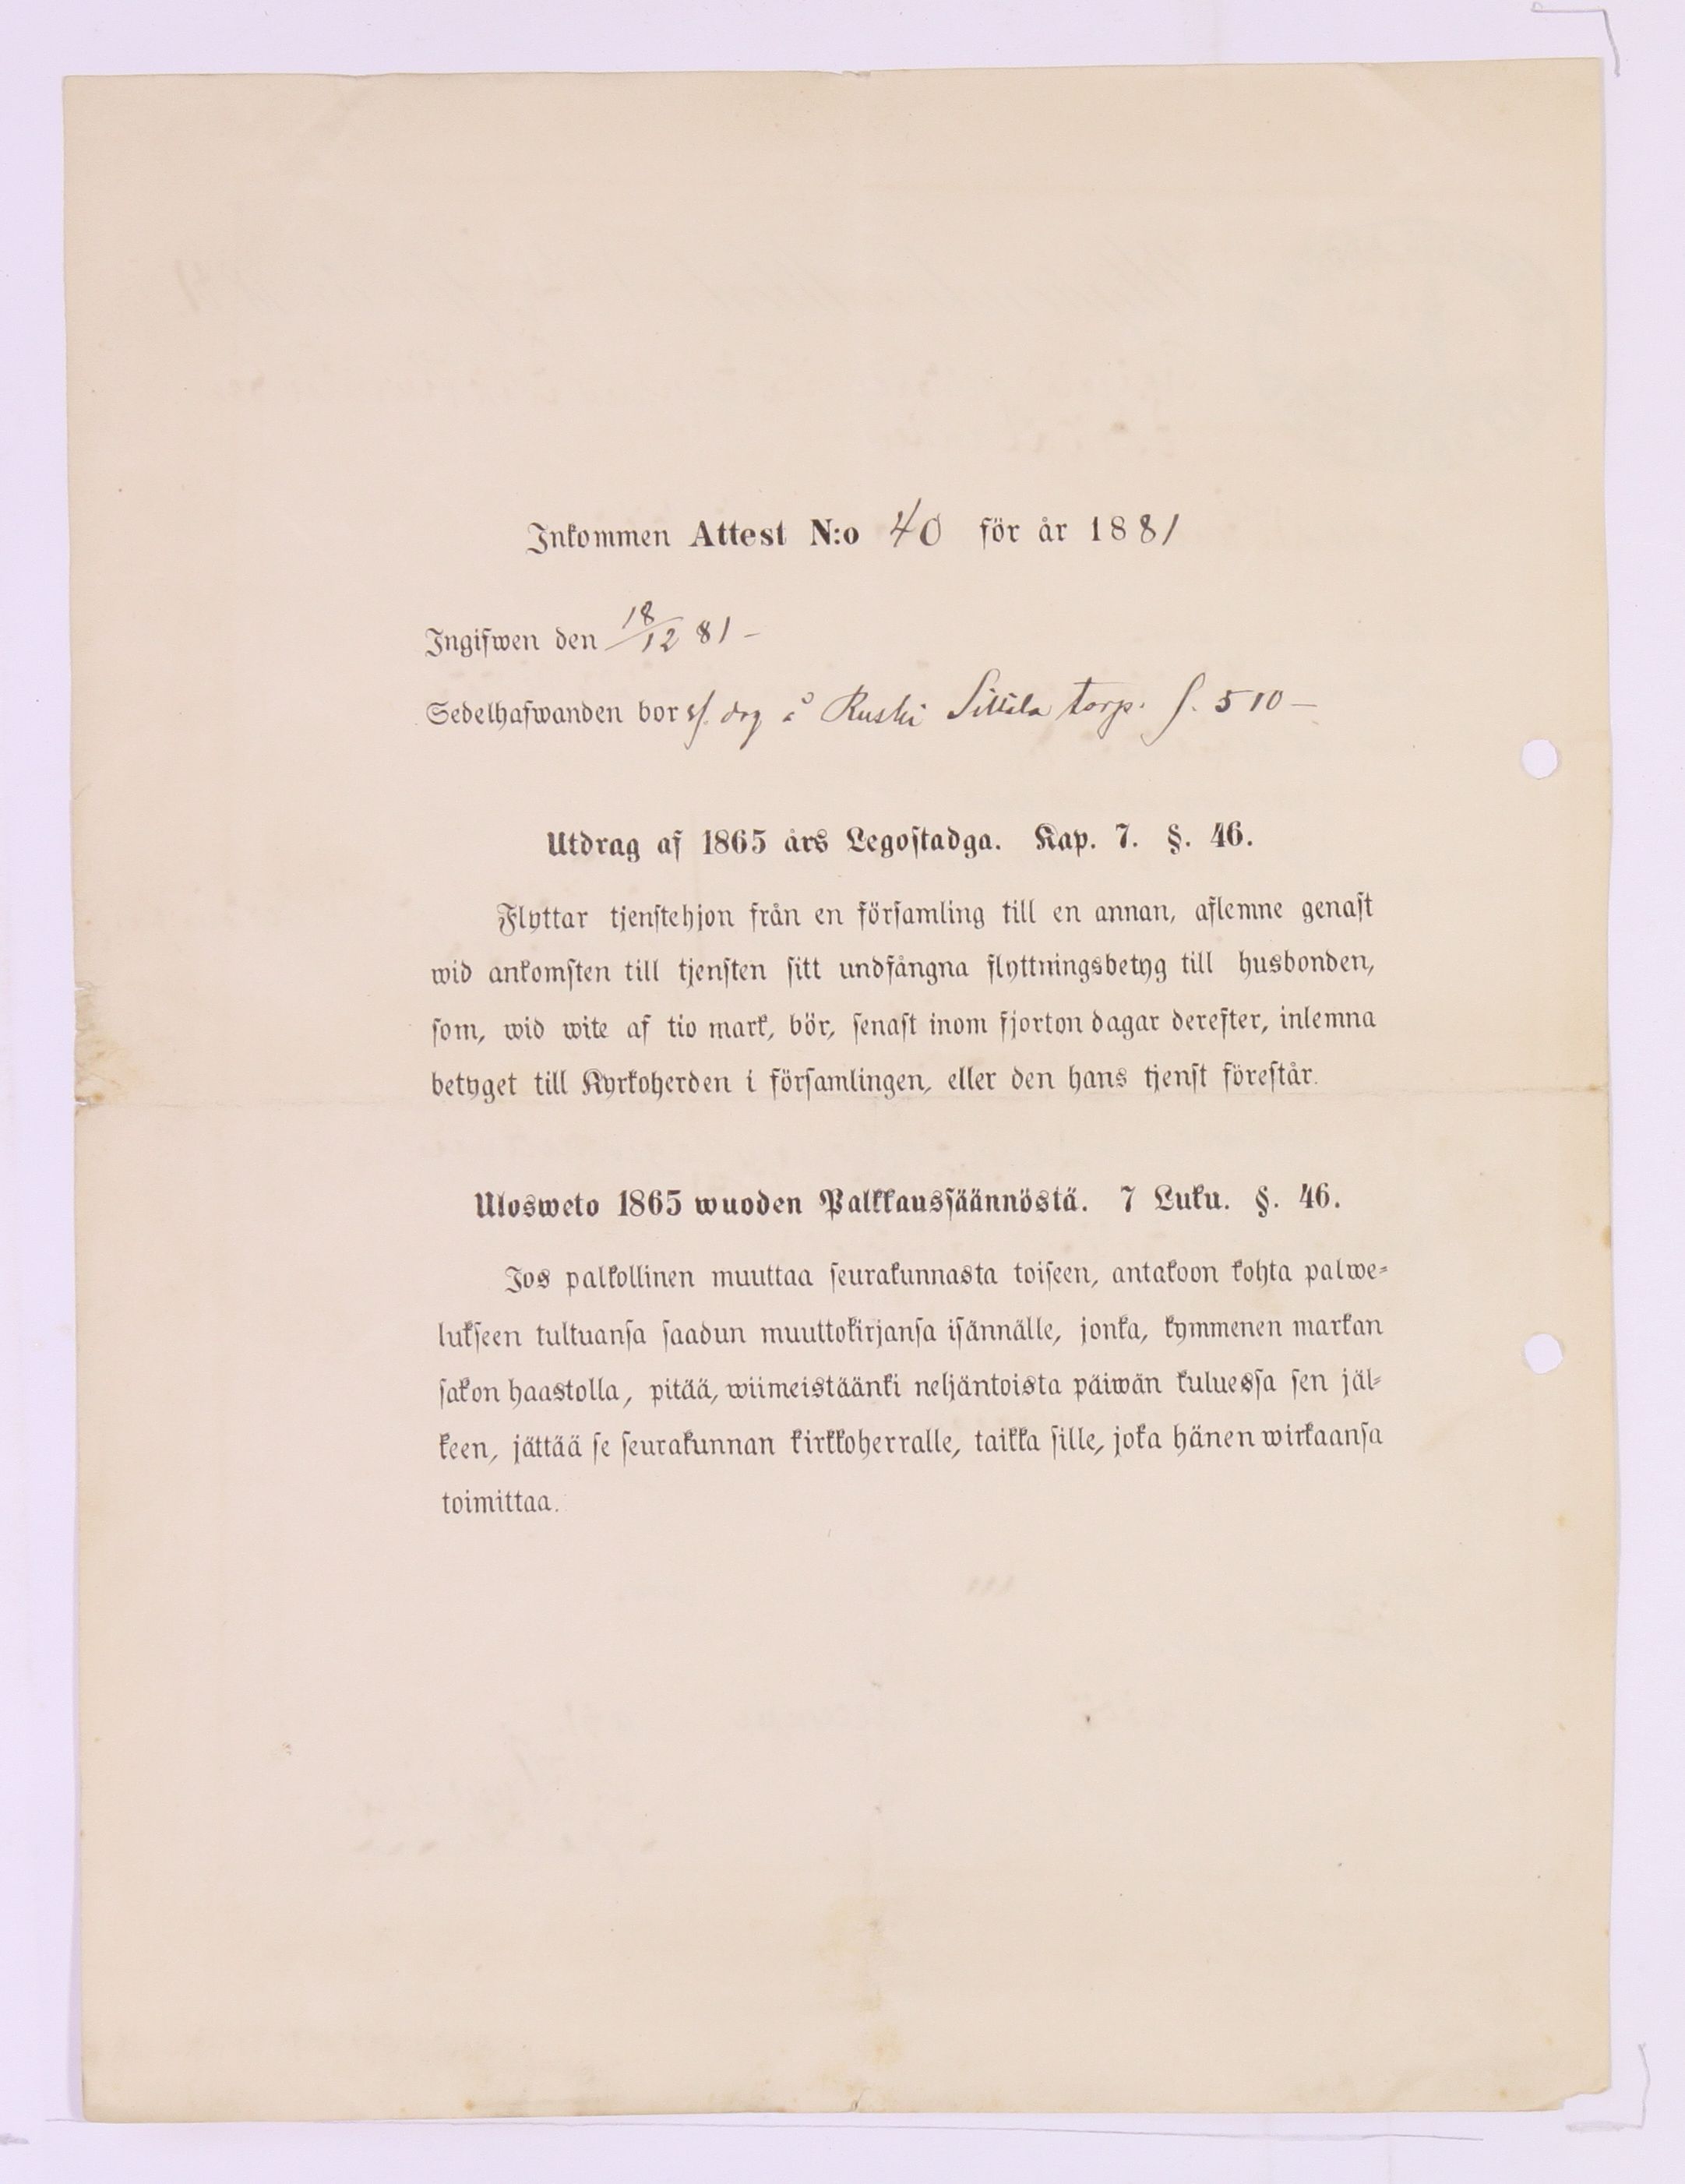 Inkommen Attest N:o 40 för år 1881
Ingifwen den 18/12 81 –
Sedelhafwanden bor s/. drg å Ruski Sillila torp. S. 510 –
Utdrag af 1865 års Legostadga. Kap. 7. §. 46.
Flyttar tjenstehjon från en församling till en annan, aflemne genast
wid ankomsten till tjensten sitt undfångna flyttningsbetyg till husbonden,
som, wid wite af tio mark, bör, senast inom fjorton dagar derefter, inlemna
betyget till Kyrkoherden i församlingen, eller den hans tjenst förestår.
Ulosweto 1865 wuoden Palkkaussäännöstä. 7 Luku. §. 46.
Jos palkollinen muuttaa seurakunnasta toiseen, antakoon kohta palwe-
lukseen tultuansa saadun muuttokirjansa isännälle, jonka, kymmenen markan
sakon haastolla, pitää, wiimeistäänki neljäntoista päiwän kuluessa sen jäl-
keen, jättää se seurakunnan kirkkoherralle, taikka sille, joka hänen wirkaansa
toimittaa.